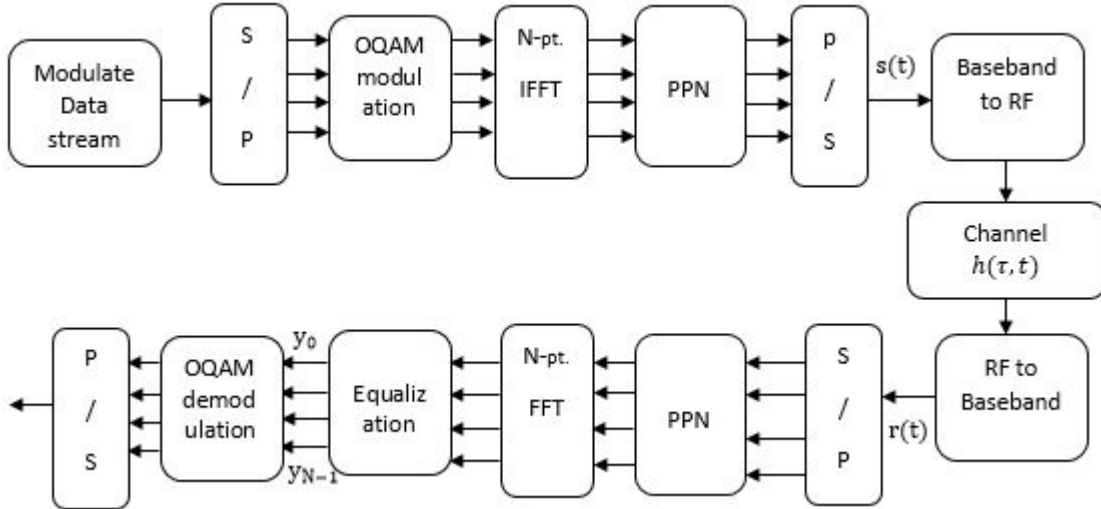 Modulate
Data
stream
S
/
P
OQAM
modul
ation
N-pt.
IFFT
PPN
p
/
S
s(t)
Baseband
to RF
Channel
h(τ,t)
RF to
Baseband
r(t)
S
/
P
PPN
N-pt.
FFT
Equaliz
ation
y₀
y_{N-1}
OQAM
demod
ulation
P
/
S